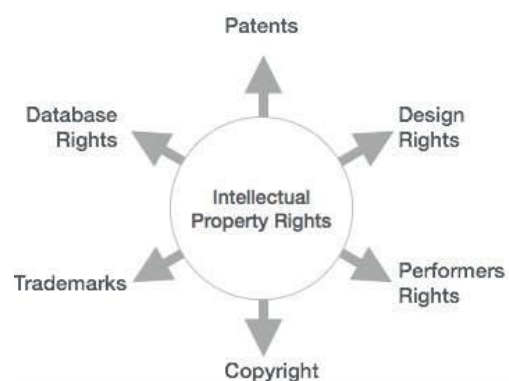 Patents
Database
Rights
Design
Rights
Intellectual
Property Rights
Trademarks
Performers
Rights
Copyright